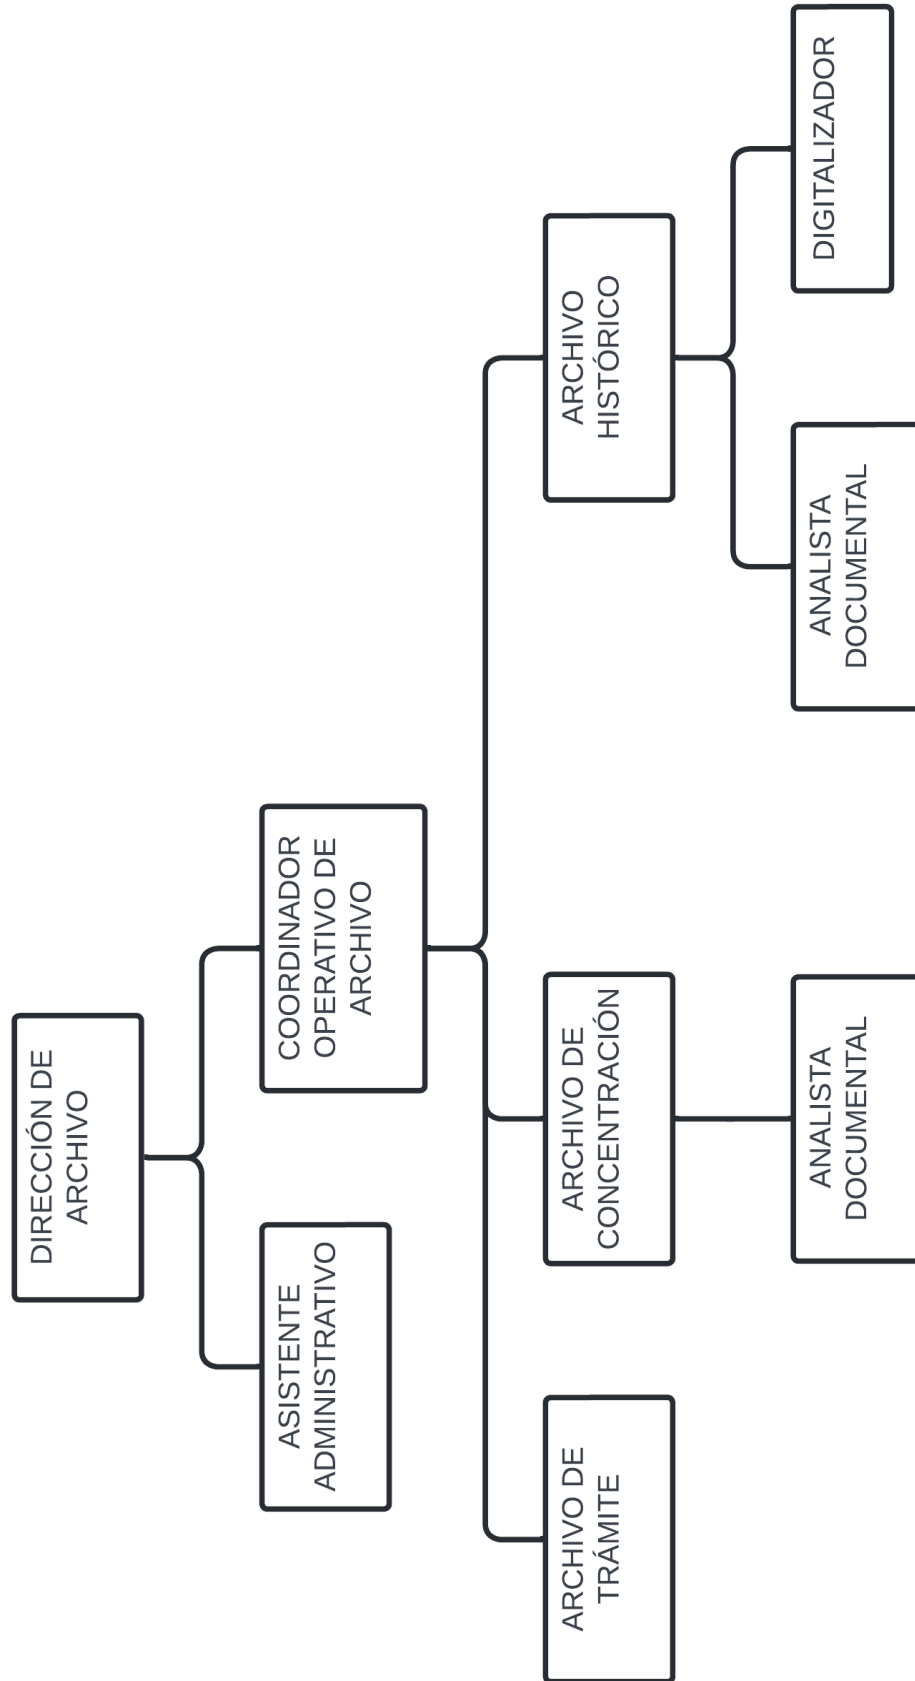 DIRECCIÓN DE
ARCHIVO
ASISTENTE
ADMINISTRATIVO
COORDINADOR
OPERATIVO DE
ARCHIVO
ARCHIVO DE
TRÁMITE
ARCHIVO DE
CONCENTRACIÓN
ARCHIVO
HISTÓRICO
ANALISTA
DOCUMENTAL
ANALISTA
DOCUMENTAL
DIGITALIZADOR